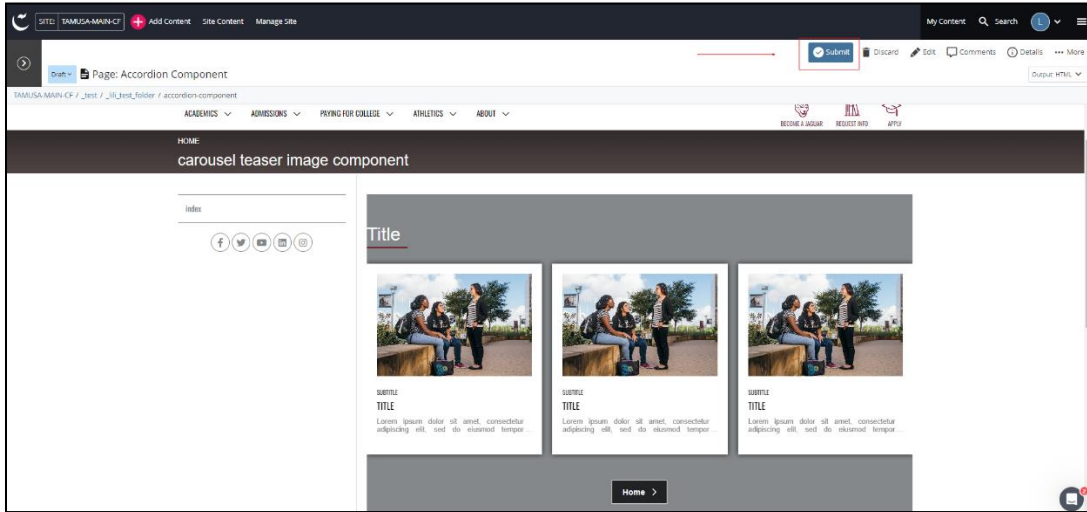 SITE: TAMUSA-MAIN-CF Add Content Site Content Manage Site My Content Search L
Submit Discard Edit Comments Details More
Draft Page: Accordion Component Output: HTML
TAMUSA-MAIN-CF / _test / _lili_test_folder / accordion-component
ACADEMICS ADMISSIONS PAYING FOR COLLEGE ATHLETICS ABOUT BECOME A JAGUAR REQUEST INFO APPLY
HOME
carousel teaser image component
index
Title
SUBTITLE SUBTITLE SUBTITLE
TITLE TITLE TITLE
Lorem ipsum dolor sit amet, consectetur Lorem ipsum dolor sit amet, consectetur Lorem ipsum dolor sit amet, consectetur
adipiscing elit, sed do eiusmod tempor... adipiscing elit, sed do eiusmod tempor... adipiscing elit, sed do eiusmod tempor...
Home >
2